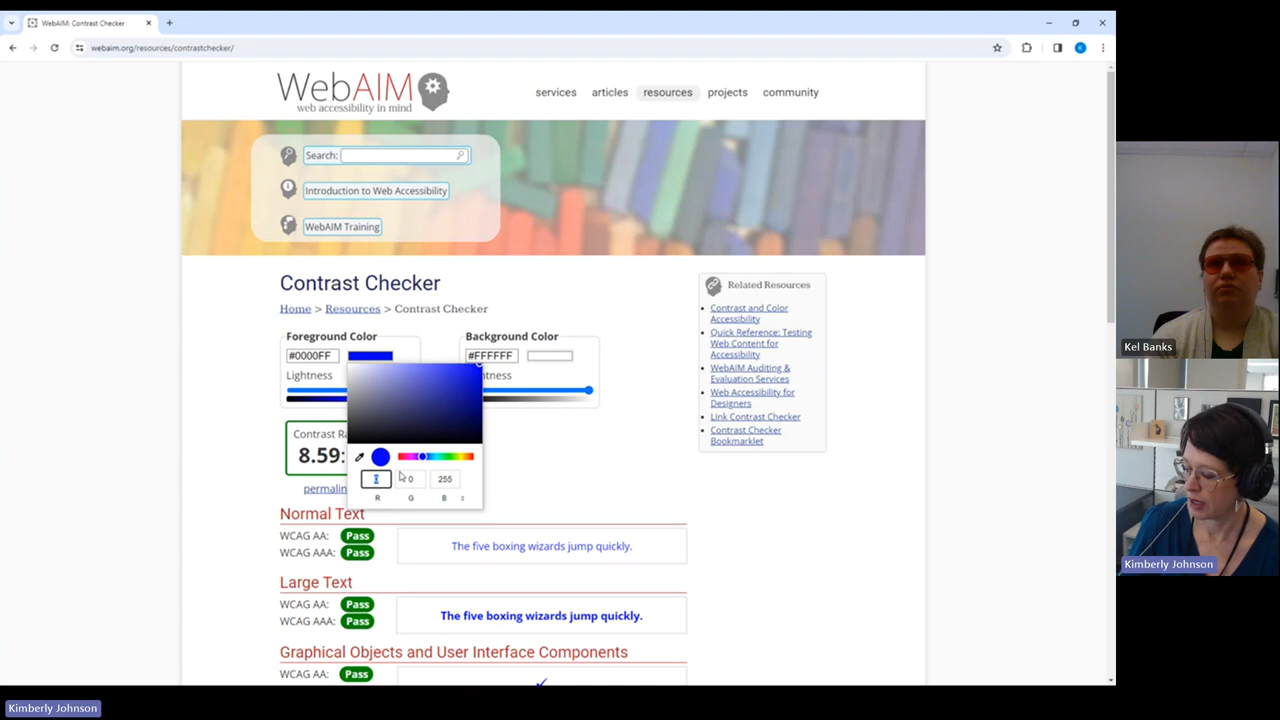 WebAIM: Contrast Checker
webaim.org/resources/contrastchecker/
K
WebAIM
web accessibility in mind
services articles resources projects community
Search:
Introduction to Web Accessibility
WebAIM Training
Contrast Checker
Home > Resources > Contrast Checker
Foreground Color
#0000FF
Lightness
Background Color
#FFFFFF
ntness
Contrast Ra
8.59:
permalin
0 0 255
R G B
Normal Text
WCAG AA: Pass
WCAG AAA: Pass
The five boxing wizards jump quickly.
Large Text
WCAG AA: Pass
WCAG AAA: Pass
The five boxing wizards jump quickly.
Graphical Objects and User Interface Components
WCAG AA: Pass
Related Resources
Contrast and Color
Accessibility
Quick Reference: Testing
Web Content for
Accessibility
WebAIM Auditing &
Evaluation Services
Web Accessibility for
Designers
Link Contrast Checker
Contrast Checker
Bookmarklet
Kel Banks
Kimberly Johnson
Kimberly Johnson